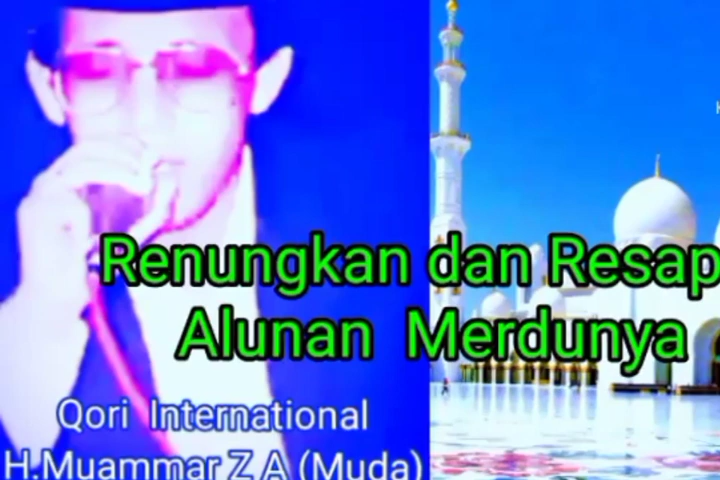 Renungkan dan Resap
Alunan Merdunya
Qori International
H.Muammar Z A (Muda)